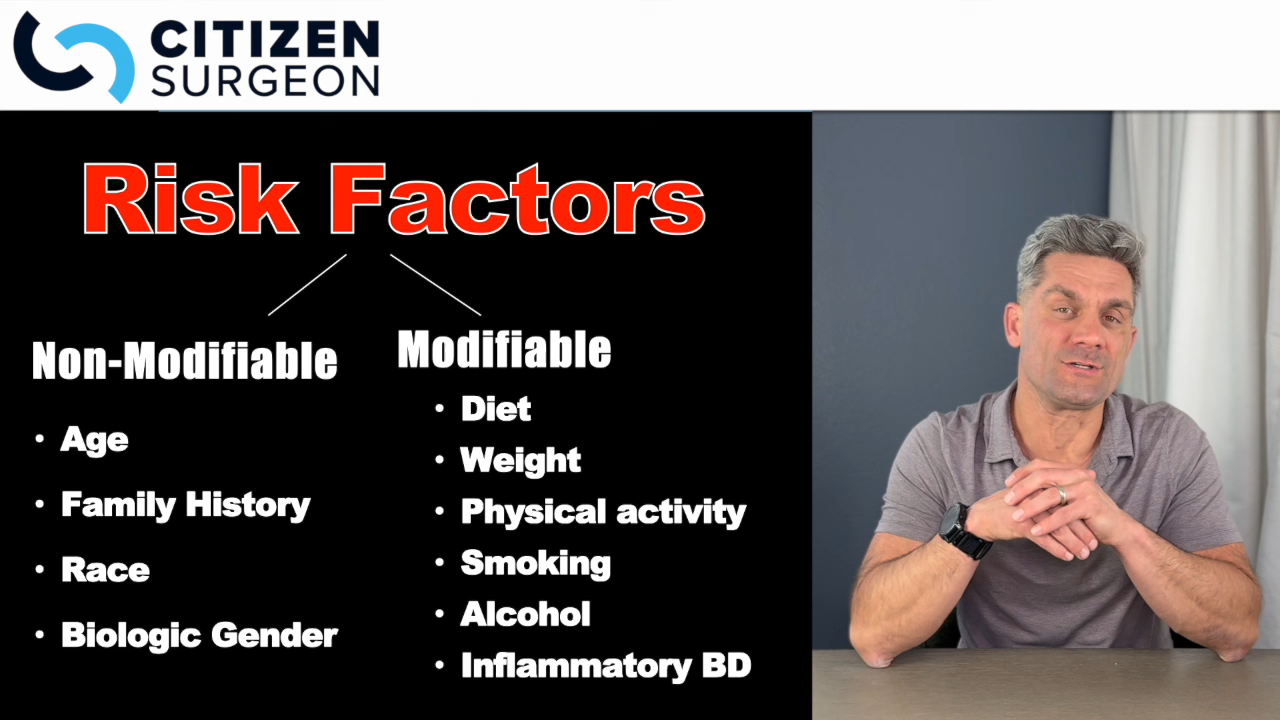 CITIZEN
SURGEON
Risk Factors
Non-Modifiable
• Age
• Family History
• Race
• Biologic Gender
Modifiable
• Diet
• Weight
• Physical activity
• Smoking
• Alcohol
• Inflammatory BD